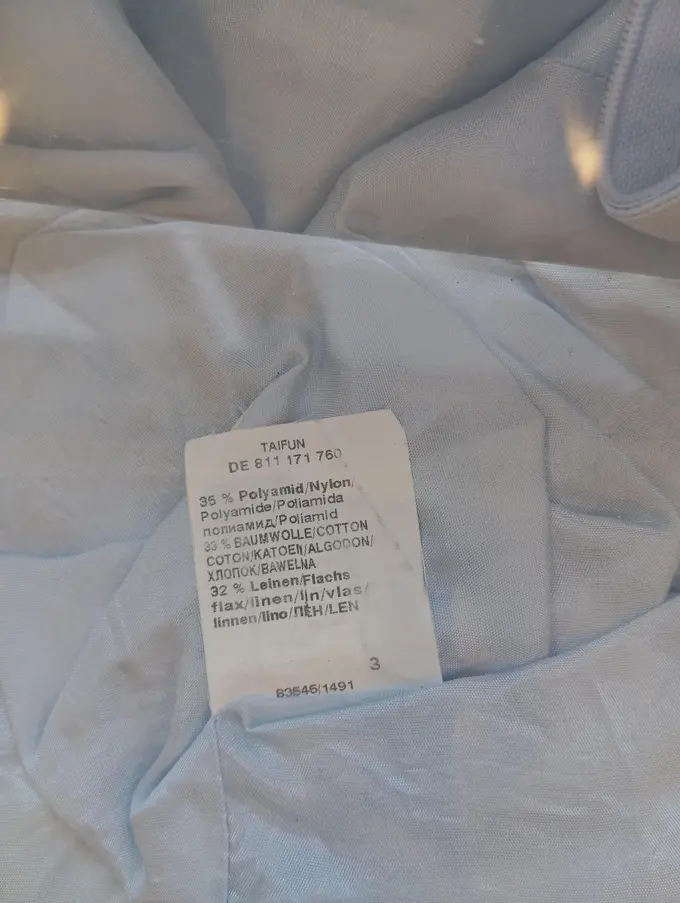 TAIFUN
DE 811 171 760
35 % Polyamid/Nylon/
Polyamide/Poliamida
полиамид/Poliamid
33 % BAUMWOLLE/COTTON
COTON/KATOEN/ALGODON/
ХЛОПОК/BAWELNA
32 % Leinen/Flachs
flax/linen/lin/vlas/
linnen/lino/ЛЕН/LEN
3
83545/1491